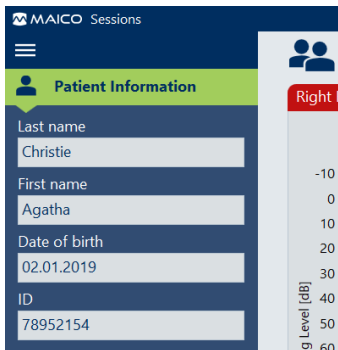 MAICO Sessions
Patient Information
Last name
Christie
First name
Agatha
Date of birth
02.01.2019
ID
78952154
Right
-10
0
10
20
30
40
50
60
Level [dB]